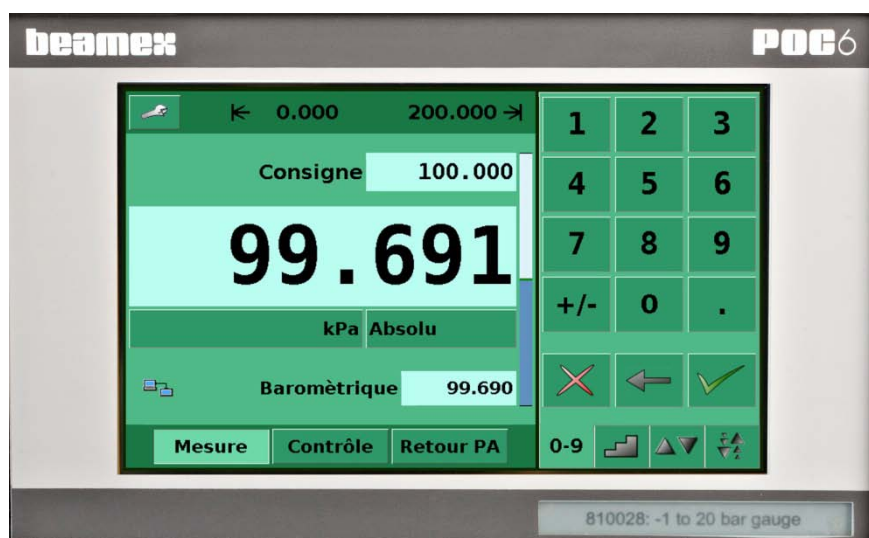 beamex POC6
0.000 200.000
Consigne 100.000
99.691
kPa Absolu
Baromètrique 99.690
Mesure Contrôle Retour PA
1 2 3
4 5 6
7 8 9
+/- 0 .
0-9
810028: -1 to 20 bar gauge